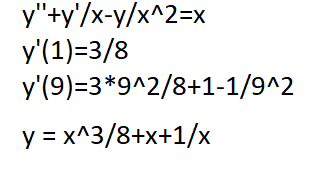 y"+y'/x-y/x^2=x
y'(1)=3/8
y'(9)=3*9^2/8+1-1/9^2
y = x^3/8+x+1/x